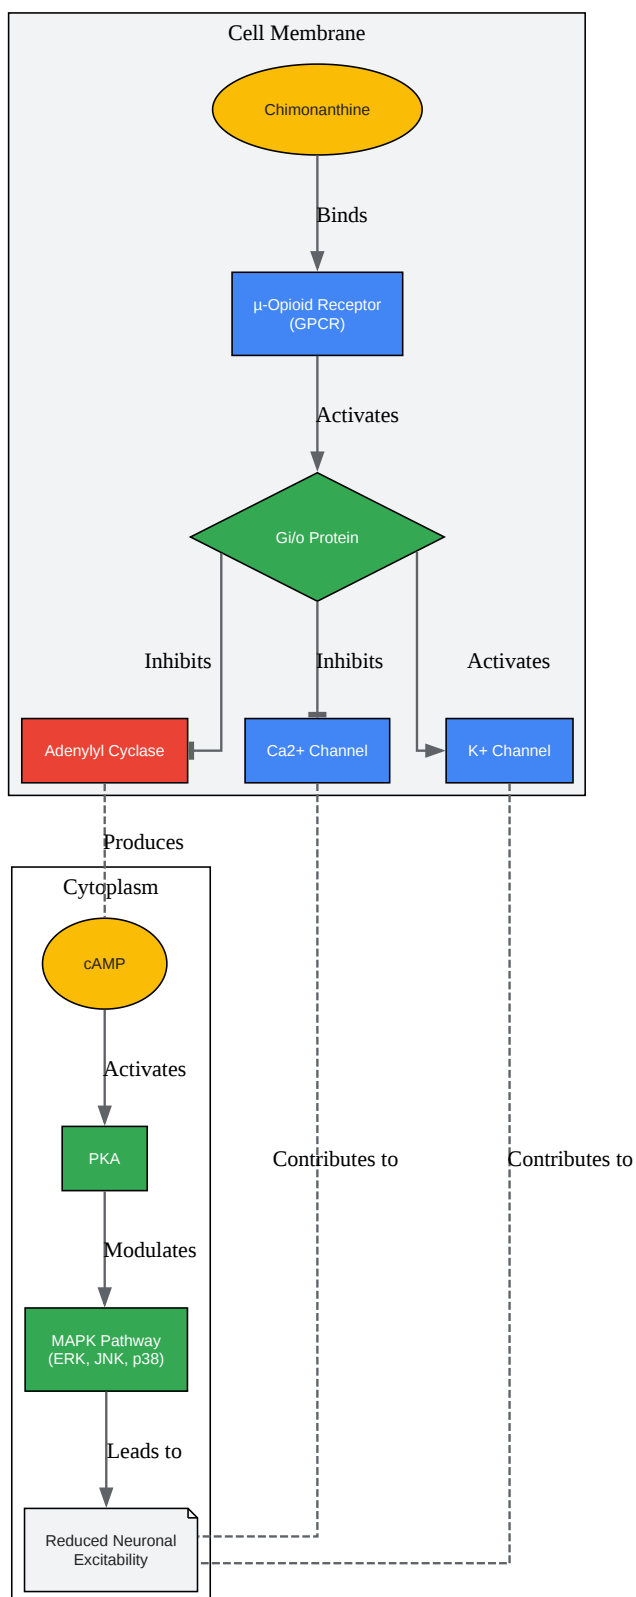 Cell Membrane
Chimonanthine
Binds
µ-Opioid Receptor
(GPCR)
Activates
Gi/o Protein
Inhibits
Inhibits
Activates
Adenylyl Cyclase
Ca2+ Channel
K+ Channel
Produces
Cytoplasm
cAMP
Activates
PKA
Contributes to
Contributes to
Modulates
MAPK Pathway
(ERK, JNK, p38)
Leads to
Reduced Neuronal
Excitability